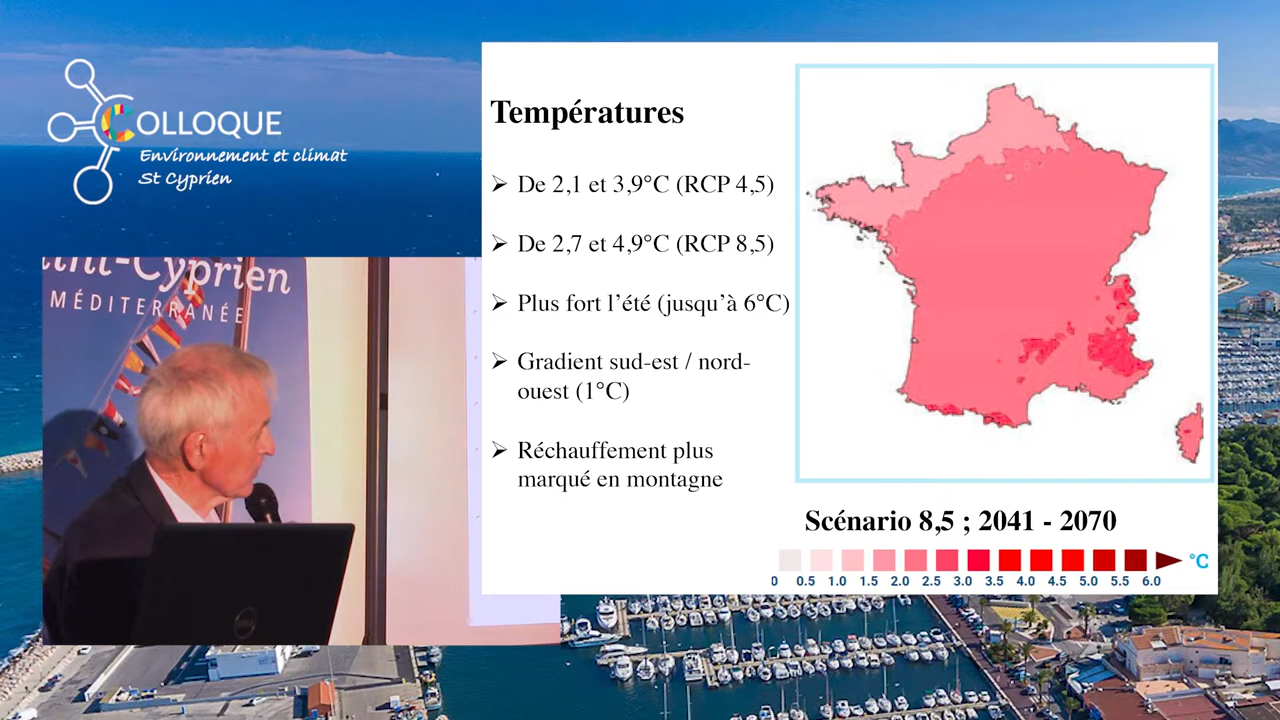 COLLOQUE
Environnement et climat
St Cyprien
int-Cyprien
MÉDITERRANÉE
Températures
➢ De 2,1 et 3,9°C (RCP 4,5)
➢ De 2,7 et 4,9°C (RCP 8,5)
➢ Plus fort l'été (jusqu'à 6°C)
➢ Gradient sud-est / nord-
ouest (1°C)
➢ Réchauffement plus
marqué en montagne
Scénario 8,5 ; 2041 - 2070
°C
0 0.5 1.0 1.5 2.0 2.5 3.0 3.5 4.0 4.5 5.0 5.5 6.0
DELL